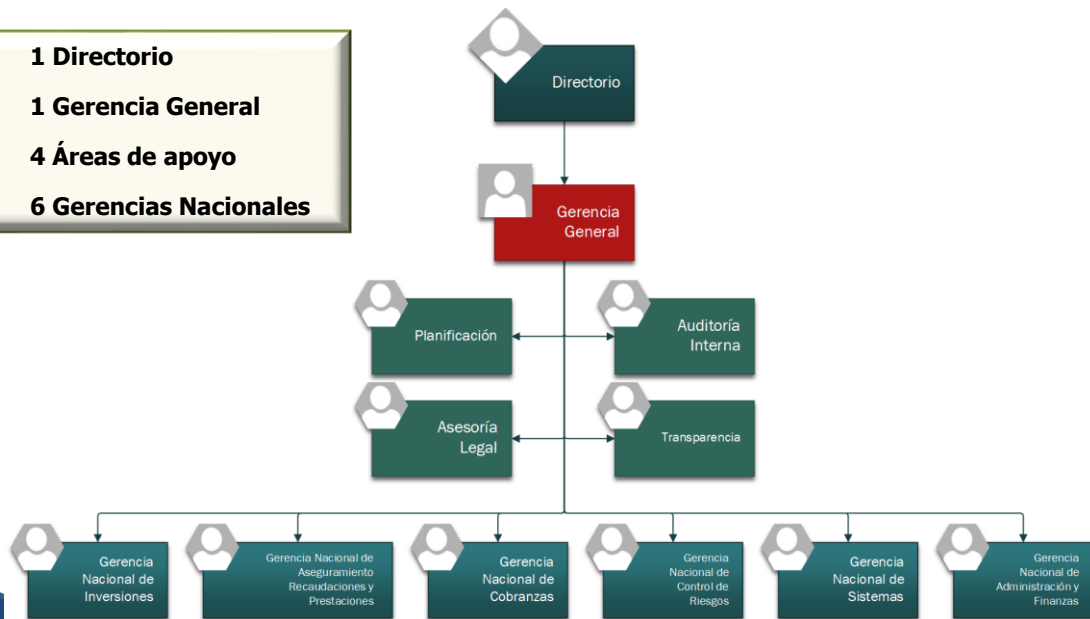 1 Directorio
1 Gerencia General
4 Áreas de apoyo
6 Gerencias Nacionales
Directorio
Gerencia
General
Planificación
Auditoría
Interna
Asesoría
Legal
Transparencia
Gerencia
Nacional de
Inversiones
Gerencia Nacional de
Aseguramiento
Recaudaciones y
Prestaciones
Gerencia
Nacional de
Cobranzas
Gerencia
Nacional de
Control de
Riesgos
Gerencia
Nacional de
Sistemas
Gerencia
Nacional de
Administración y
Finanzas